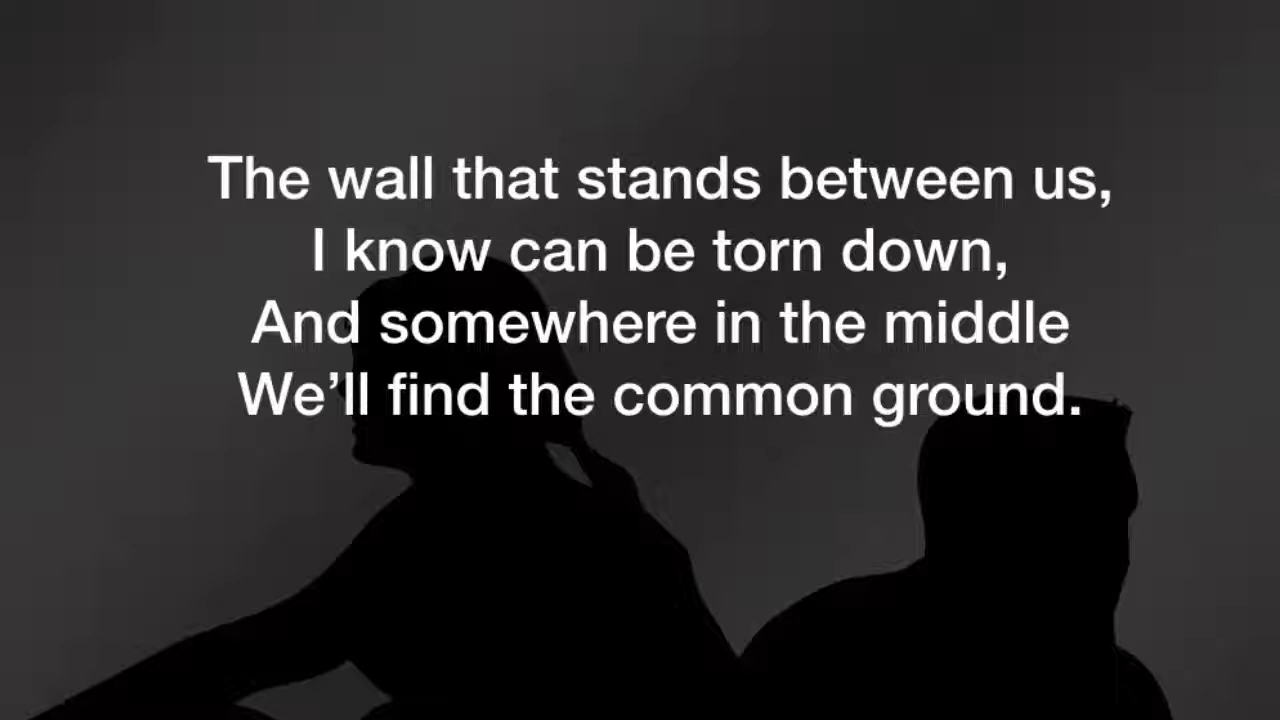 The wall that stands between us,
I know can be torn down,
And somewhere in the middle
We’ll find the common ground.